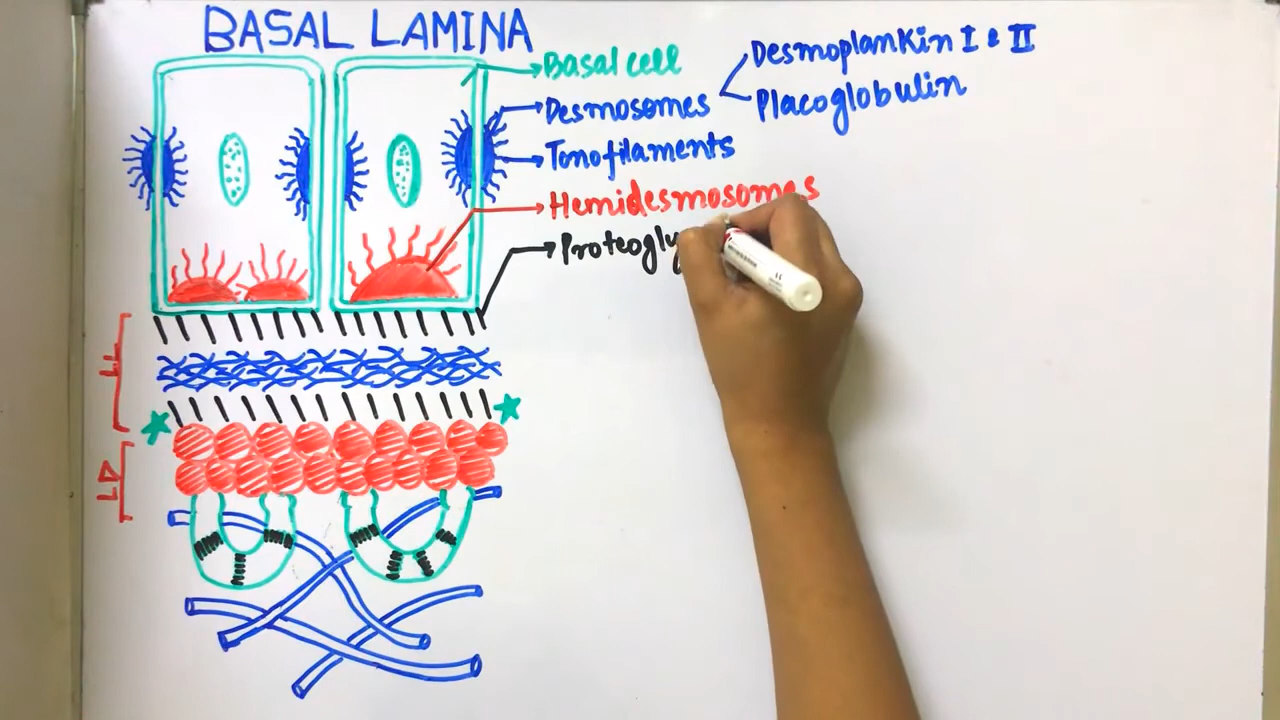 BASAL LAMINA
Basal cell
Desmosomes
Desmoplankin I & II
Placoglobulin
Tonofilaments
Hemidesmosomes
Proteogly